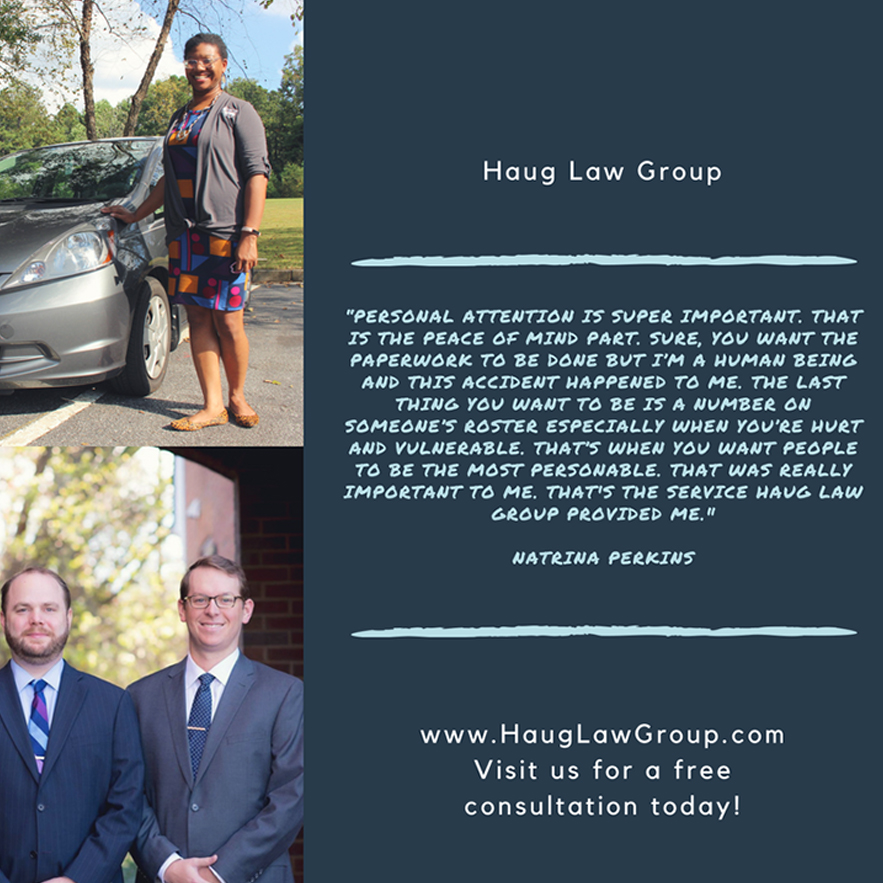 Haug Law Group
"PERSONAL ATTENTION IS SUPER IMPORTANT. THAT
IS THE PEACE OF MIND PART. SURE, YOU WANT THE
PAPERWORK TO BE DONE BUT I'M A HUMAN BEING
AND THIS ACCIDENT HAPPENED TO ME. THE LAST
THING YOU WANT TO BE IS A NUMBER ON
SOMEONE'S ROSTER ESPECIALLY WHEN YOU'RE HURT
AND VULNERABLE. THAT'S WHEN YOU WANT PEOPLE
TO BE THE MOST PERSONABLE. THAT WAS REALLY
IMPORTANT TO ME. THAT'S THE SERVICE HAUG LAW
GROUP PROVIDED ME."
NATRINA PERKINS
www.HaugLawGroup.com
Visit us for a free
consultation today!